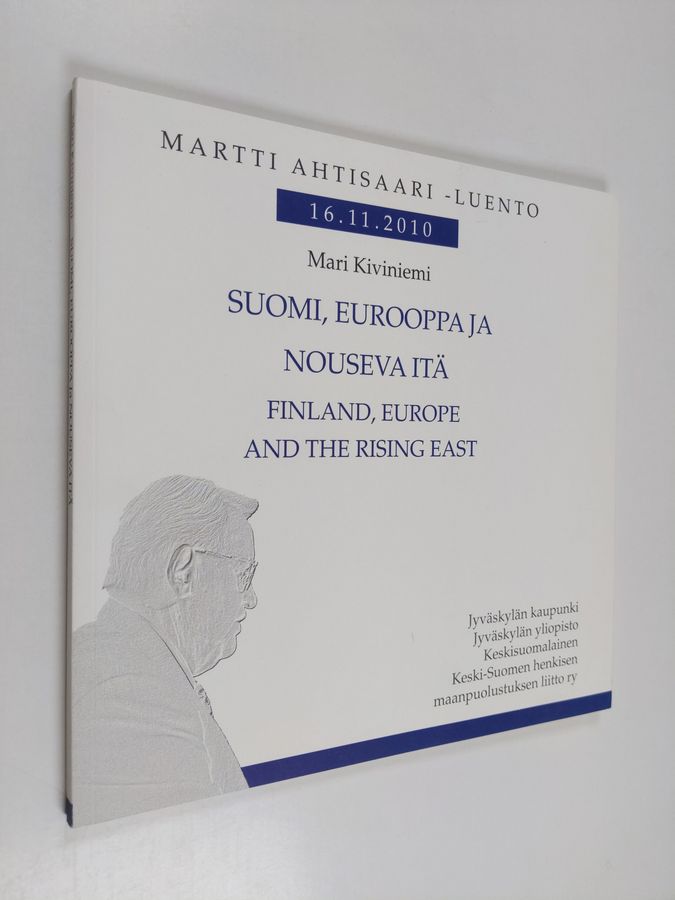 MARTTI AHTISAARI -LUENTO
16.11.2010
Mari Kiviniemi
SUOMI, EUROOPPA JA
NOUSEVA ITÄ
FINLAND, EUROPE
AND THE RISING EAST
Jyväskylän kaupunki
Jyväskylän yliopisto
Keskisuomalainen
Keski-Suomen henkisen
maanpuolustuksen liitto ry